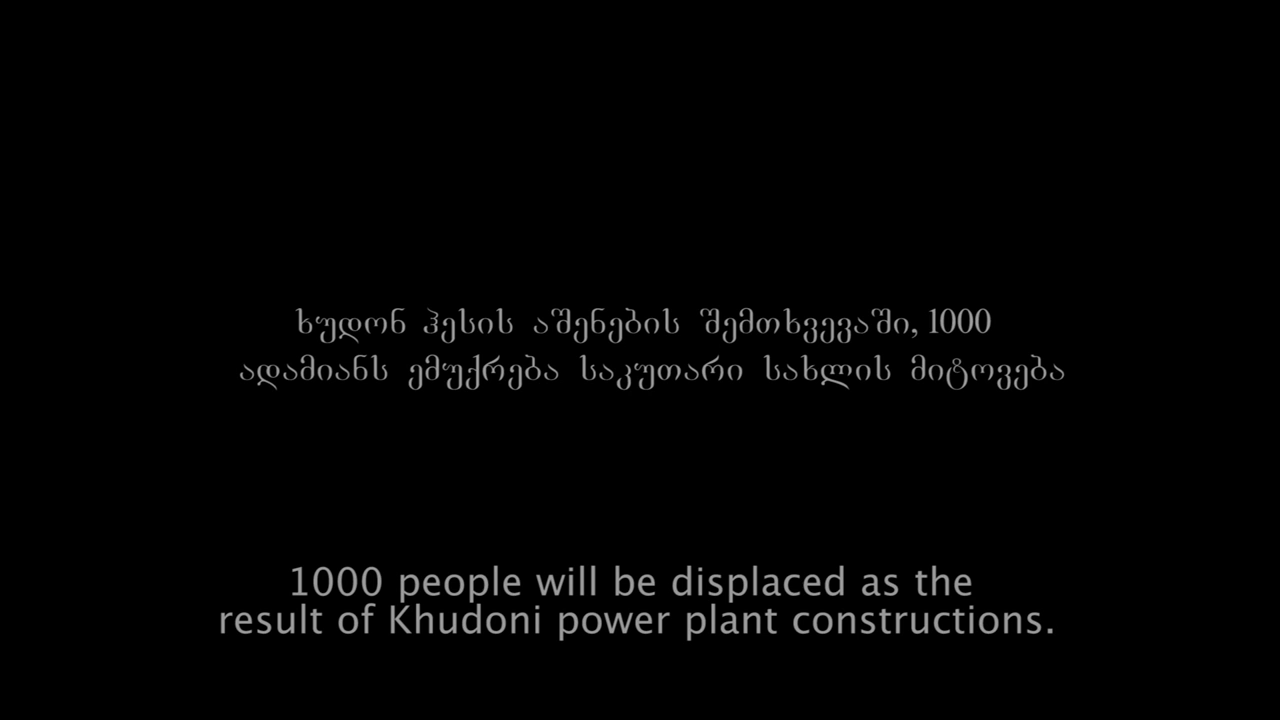 ხუდონ ჰესის აშენების შემთხვევაში, 1000
ადამიანს ემუქრება საკუთარი სახლის მიტოვება
1000 people will be displaced as the
result of Khudoni power plant constructions.